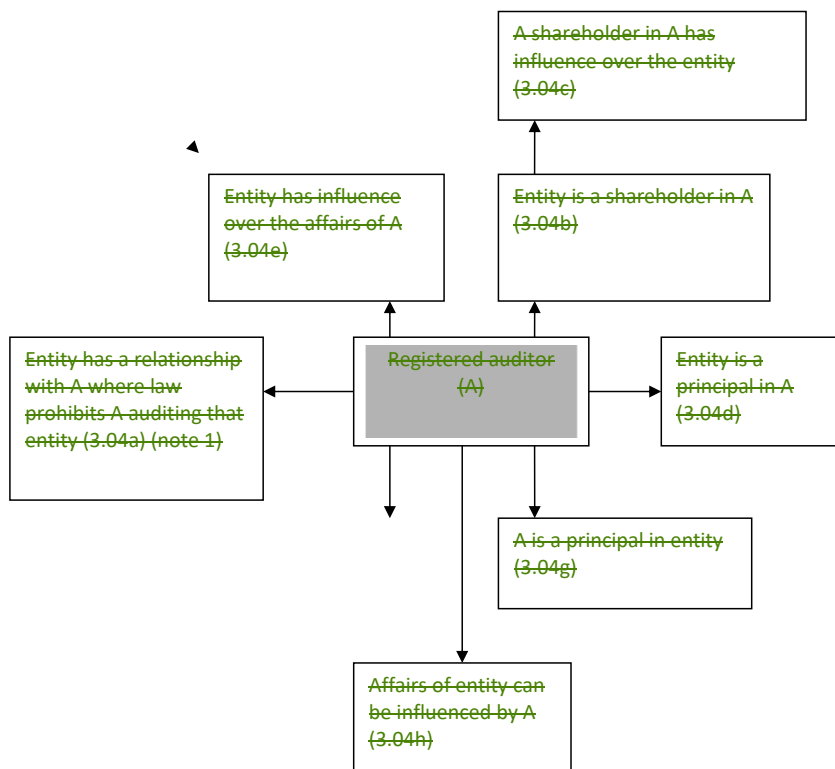 A shareholder in A has
influence over the entity
(3.04c)
Entity has influence
over the affairs of A
(3.04e)
Entity is a shareholder in A
(3.04b)
Entity has a relationship
with A where law
prohibits A auditing that
entity (3.04a) (note 1)
Registered auditor
(A)
Entity is a
principal in A
(3.04d)
A is a principal in entity
(3.04g)
Affairs of entity can
be influenced by A
(3.04h)